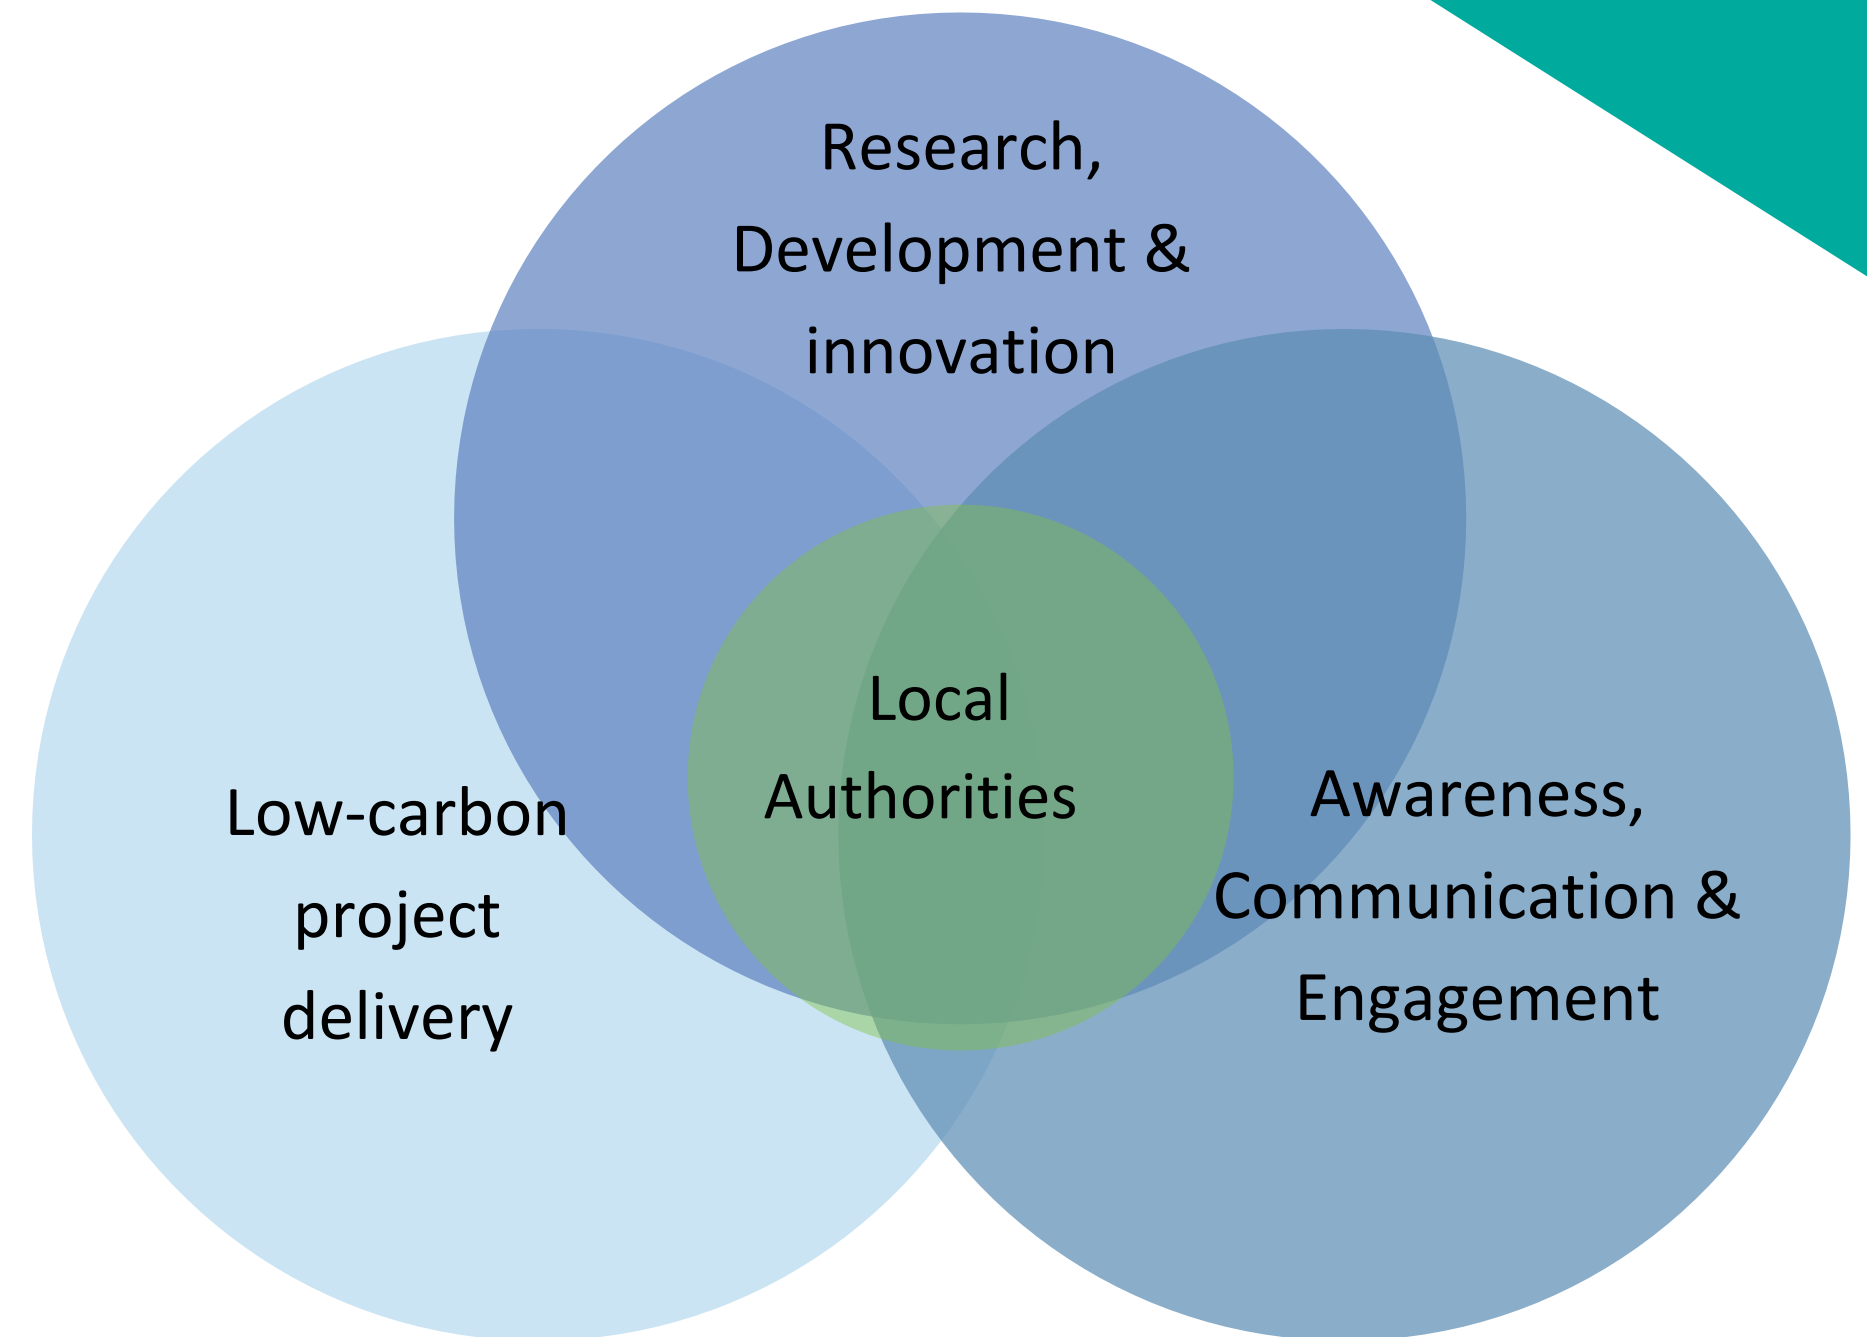 Research,
Development &
innovation
Local
Authorities
Low-carbon
project
delivery
Awareness,
Communication &
Engagement